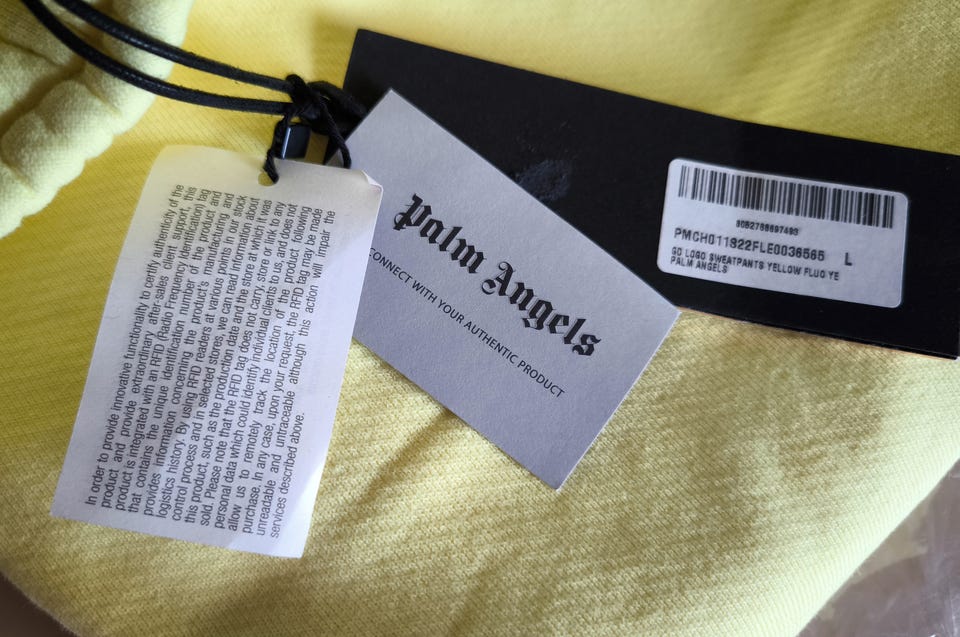 In order to provide innovative functionality to certify authenticity of the
product and provide extraordinary after-sales client support, this
product is integrated with an RFID (Radio Frequency Identification) tag
that contains the unique identification number of the product and
provides information concerning the product's manufacturing and
logistics history. By using RFID readers at various points in our stock
control process and in selected stores, we can read information about
this product, such as the production date and the store at which it was
sold. Please note that the RFID tag does not carry, store or link to any
personal data which could identify individual clients to us, and does not
allow us to remotely track the location of the product following
purchase. In any case, upon your request, the RFID tag may be made
unreadable and untraceable although this action will impair the
services described above.
Palm Angels
CONNECT WITH YOUR AUTHENTIC PRODUCT
PMCH011S22FLE0036565 L
GD LOGO SWEATPANTS YELLOW FLUO YE
PALM ANGELS